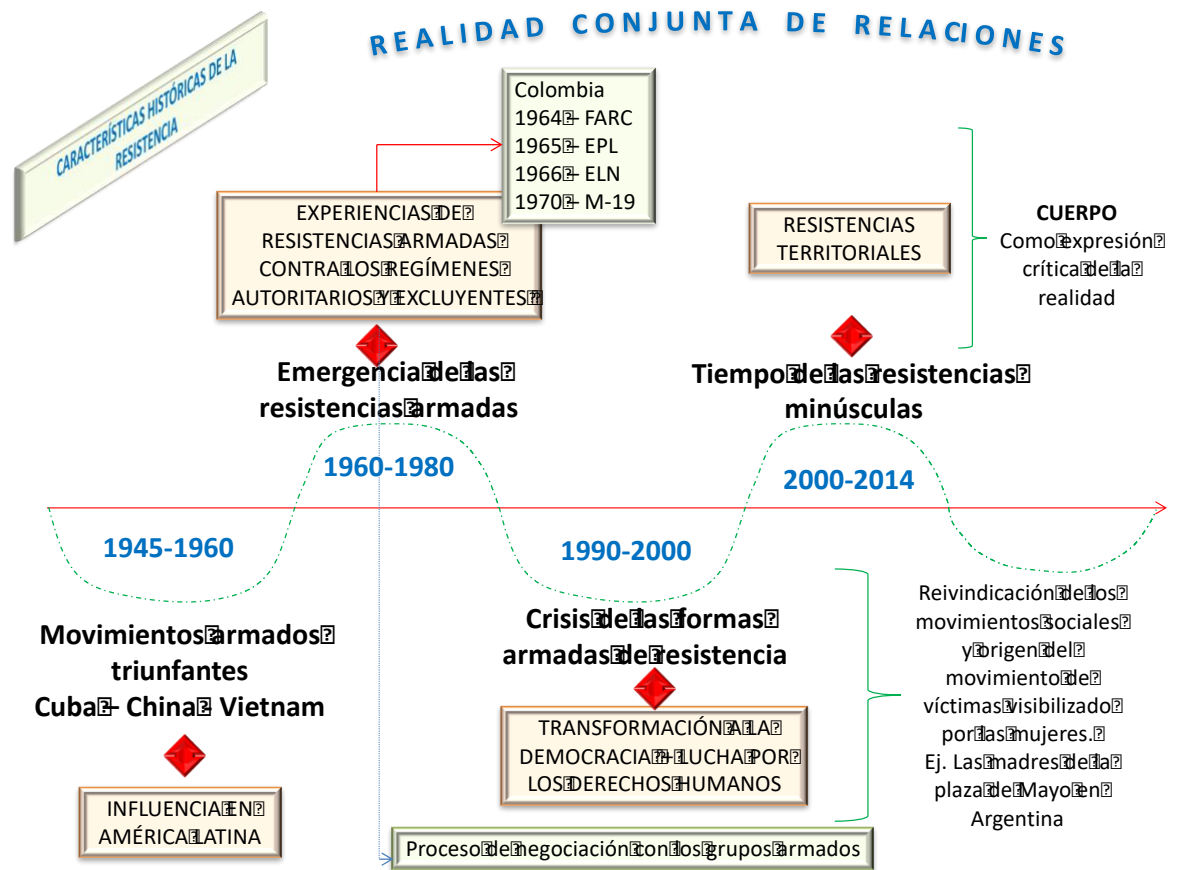 REALIDAD CONJUNTA DE RELACIONES
CARACTERÍSTICAS HISTÓRICAS DE LA
RESISTENCIA
Colombia
1964 – FARC
1965 – EPL
1966 – ELN
1970 – M-19
EXPERIENCIAS DE
RESISTENCIAS ARMADAS
CONTRA LOS REGÍMENES
AUTORITARIOS Y EXCLUYENTES
RESISTENCIAS
TERRITORIALES
CUERPO
Como expresión
crítica de la
realidad
Emergencia de las
resistencias armadas
Tiempo de las resistencias
minúsculas
1960-1980
2000-2014
1945-1960
1990-2000
Movimientos armados
triunfantes
Cuba – China - Vietnam
Crisis de las formas
armadas de resistencia
INFLUENCIA EN
AMÉRICA LATINA
TRANSFORMACIÓN A LA
DEMOCRACIA – LUCHA POR
LOS DERECHOS HUMANOS
Reivindicación de los
movimientos sociales
y origen del
movimiento de
víctimas visibilizado
por las mujeres.
Ej. Las madres de la
plaza de Mayo en
Argentina
Proceso de negociación con los grupos armados